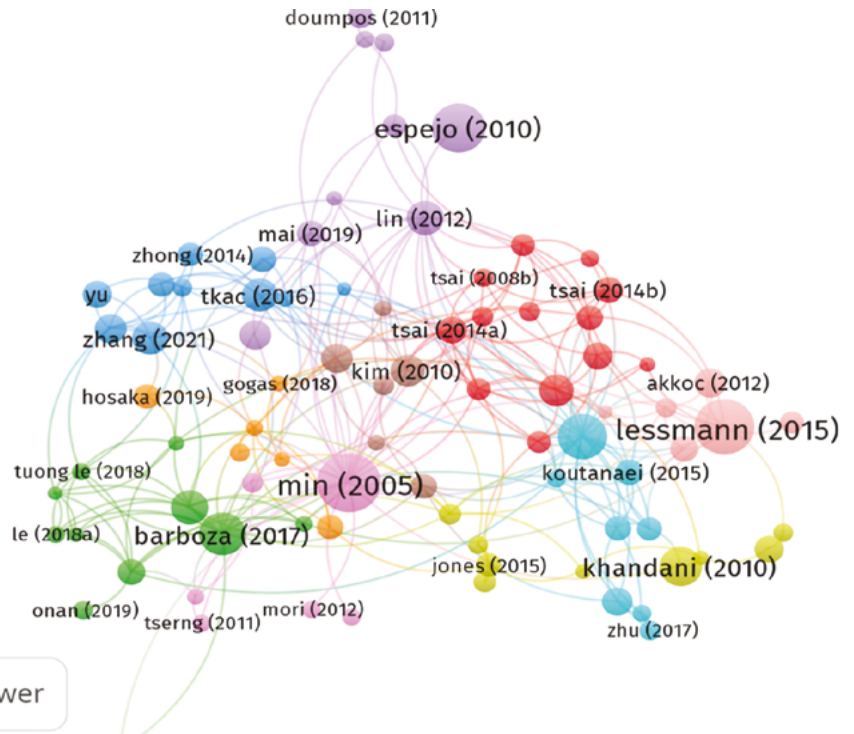 doumpos (2011)
espejo (2010)
lin (2012)
mai (2019)
zhong (2014)
tsai (2008b)
tsai (2014b)
yu
tkac (2016)
tsai (2014a)
zhang (2021)
kim (2010)
gogas (2018)
akkoc (2012)
hosaka (2019)
lessmann (2015)
tuong le (2018)
koutanaei (2015)
min (2005)
le (2018a)
barboza (2017)
jones (2015)
khandani (2010)
onan (2019)
tserng (2011)
mori (2012)
zhu (2017)
wer